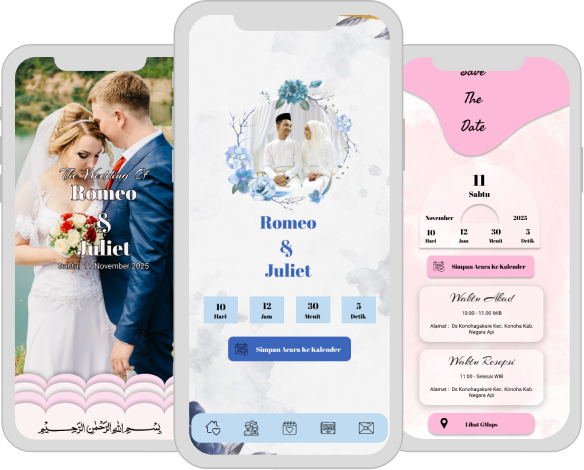 The Wedding Of
Romeo
&
Juliet
Sabtu, 11 November 2025
بِسْمِ اللهِ الرَّحْمٰنِ الرَّحِيْمِ
Romeo
&
Juliet
10 12 30 5
Hari Jam Menit Detik
Simpan Acara Ke Kalender
Save
The
Date
11
Sabtu
November 2025
10 12 30 5
Hari Jam Menit Detik
Simpan Acara Ke Kalender
Waktu Akad
10:00 - 11.00 WIB
Alamat : Ds Konohagakure Kec. Konoha Kab.
Negara Api
Waktu Resepsi
11:00 - Selesai WIB
Alamat : Ds Konohagakure Kec. Konoha Kab.
Negara Api
Lihat GMaps